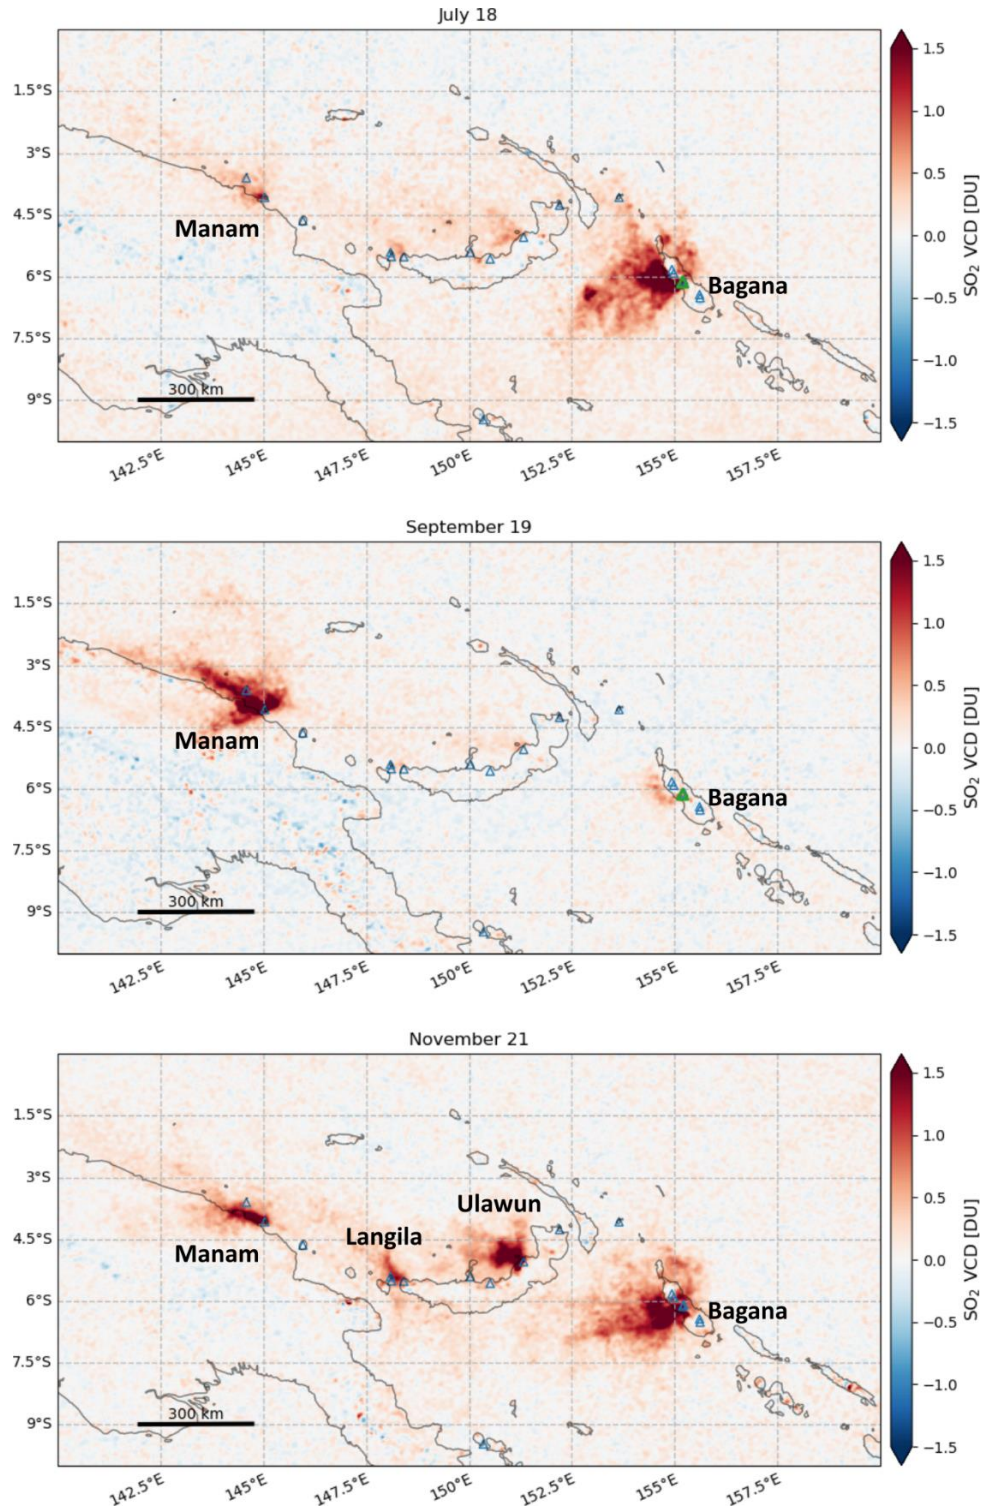 July 18
1.5°S
3°S
4.5°S
6°S
7.5°S
9°S
Manam
Bagana
300 km
142.5°E
145°E
147.5°E
150°E
152.5°E
155°E
157.5°E
1.5
1.0
0.5
0.0
−0.5
−1.0
−1.5
SO₂ VCD [DU]
September 19
1.5°S
3°S
4.5°S
6°S
7.5°S
9°S
Manam
Bagana
300 km
142.5°E
145°E
147.5°E
150°E
152.5°E
155°E
157.5°E
1.5
1.0
0.5
0.0
−0.5
−1.0
−1.5
SO₂ VCD [DU]
November 21
1.5°S
3°S
4.5°S
6°S
7.5°S
9°S
Ulawun
Langila
Manam
Bagana
300 km
142.5°E
145°E
147.5°E
150°E
152.5°E
155°E
157.5°E
1.5
1.0
0.5
0.0
−0.5
−1.0
−1.5
SO₂ VCD [DU]